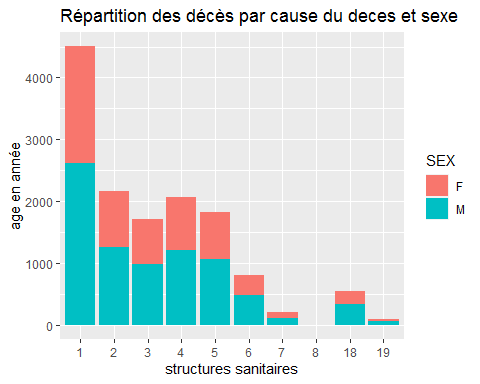 Répartition des décès par cause du deces et sexe
age en année
4000
3000
2000
1000
0
1 2 3 4 5 6 7 8 18 19
structures sanitaires
SEX
F
M